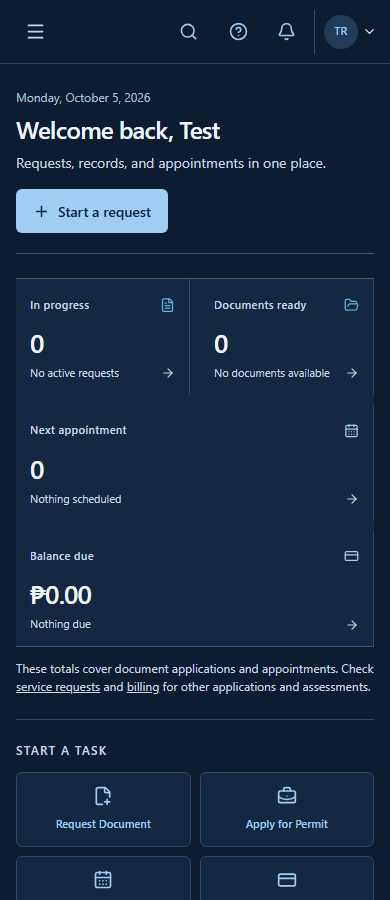 TR
Monday, October 5, 2026
Welcome back, Test
Requests, records, and appointments in one place.
Start a request
In progress
0
No active requests
Documents ready
0
No documents available
Next appointment
0
Nothing scheduled
Balance due
₱0.00
Nothing due
These totals cover document applications and appointments. Check
service requests and billing for other applications and assessments.
START A TASK
Request Document
Apply for Permit